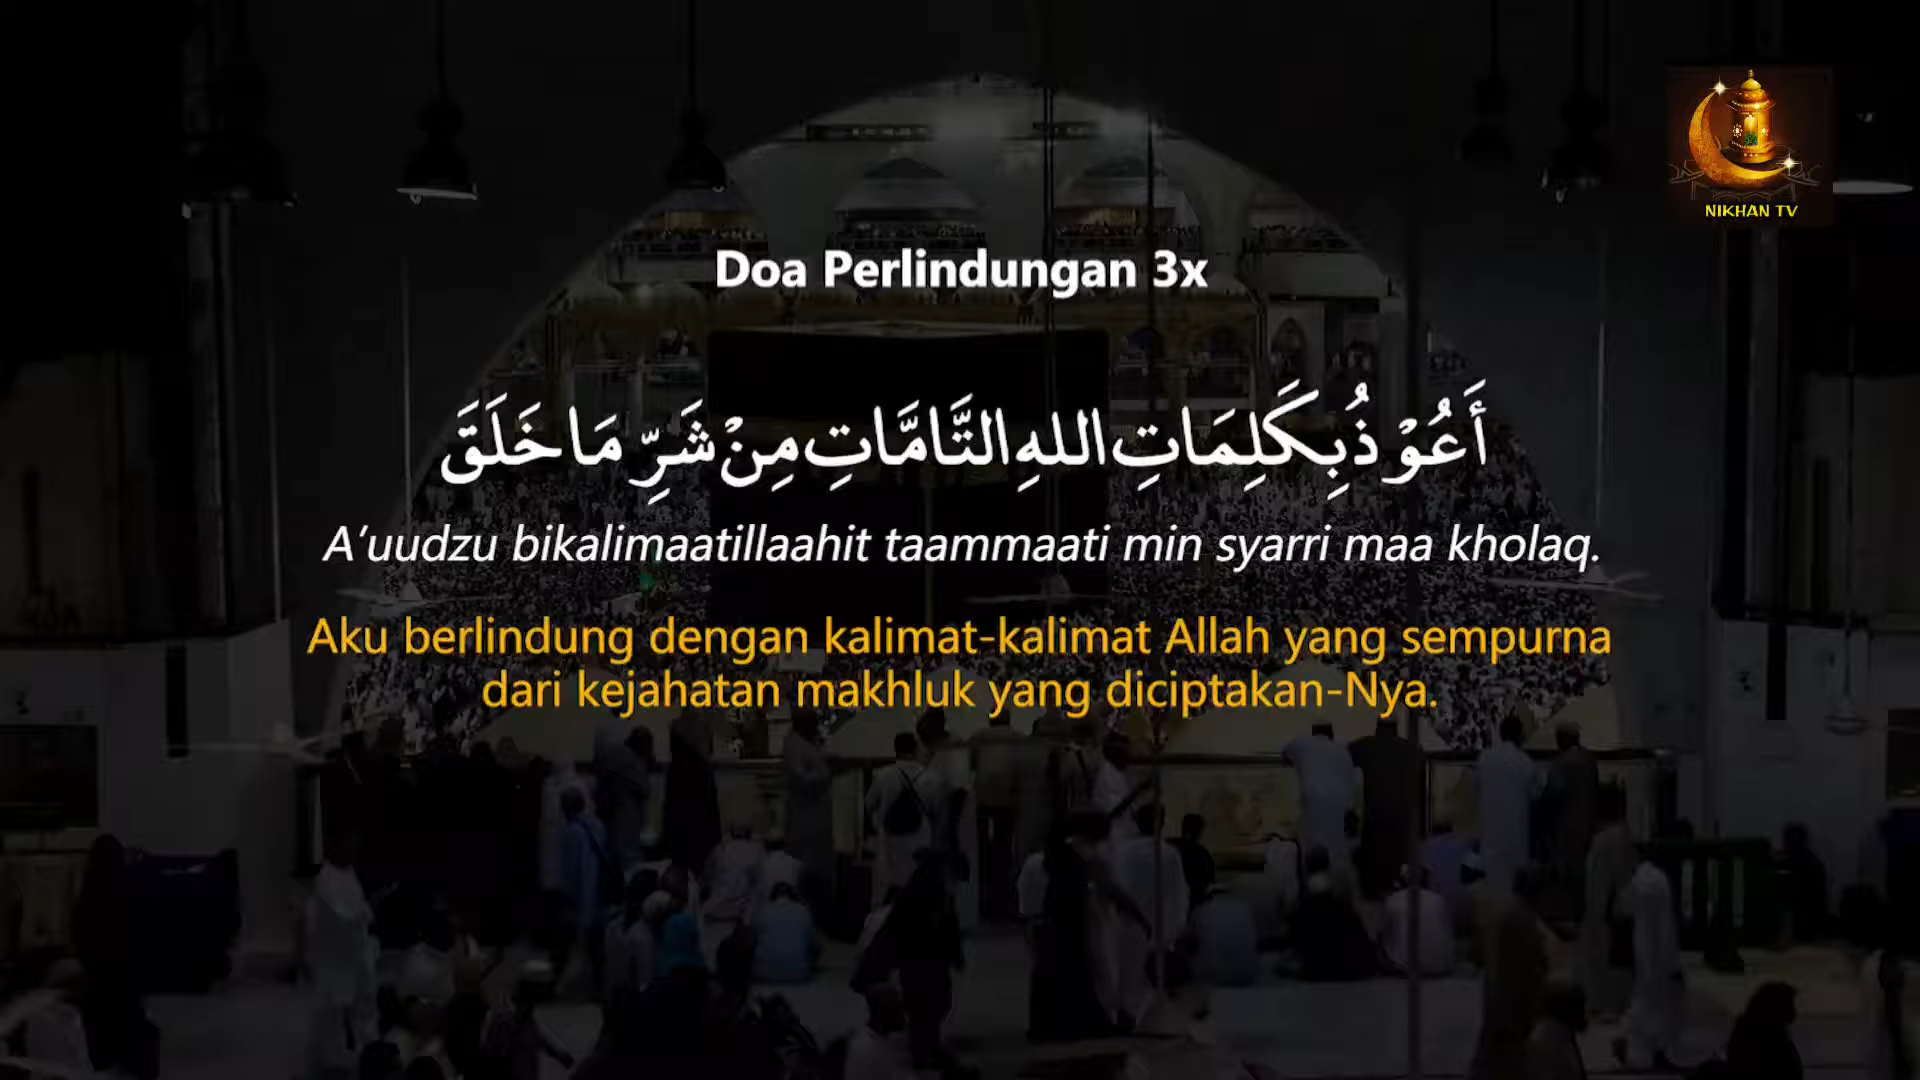 NIKHAN TV
Doa Perlindungan 3x
أَعُوْذُ بِكَلِمَاتِ اللهِ التَّامَّاتِ مِنْ شَرِّ مَا خَلَقَ
A‘uudzu bikalimaatillaahit taammaati min syarri maa kholaq.
Aku berlindung dengan kalimat-kalimat Allah yang sempurna
dari kejahatan makhluk yang diciptakan-Nya.